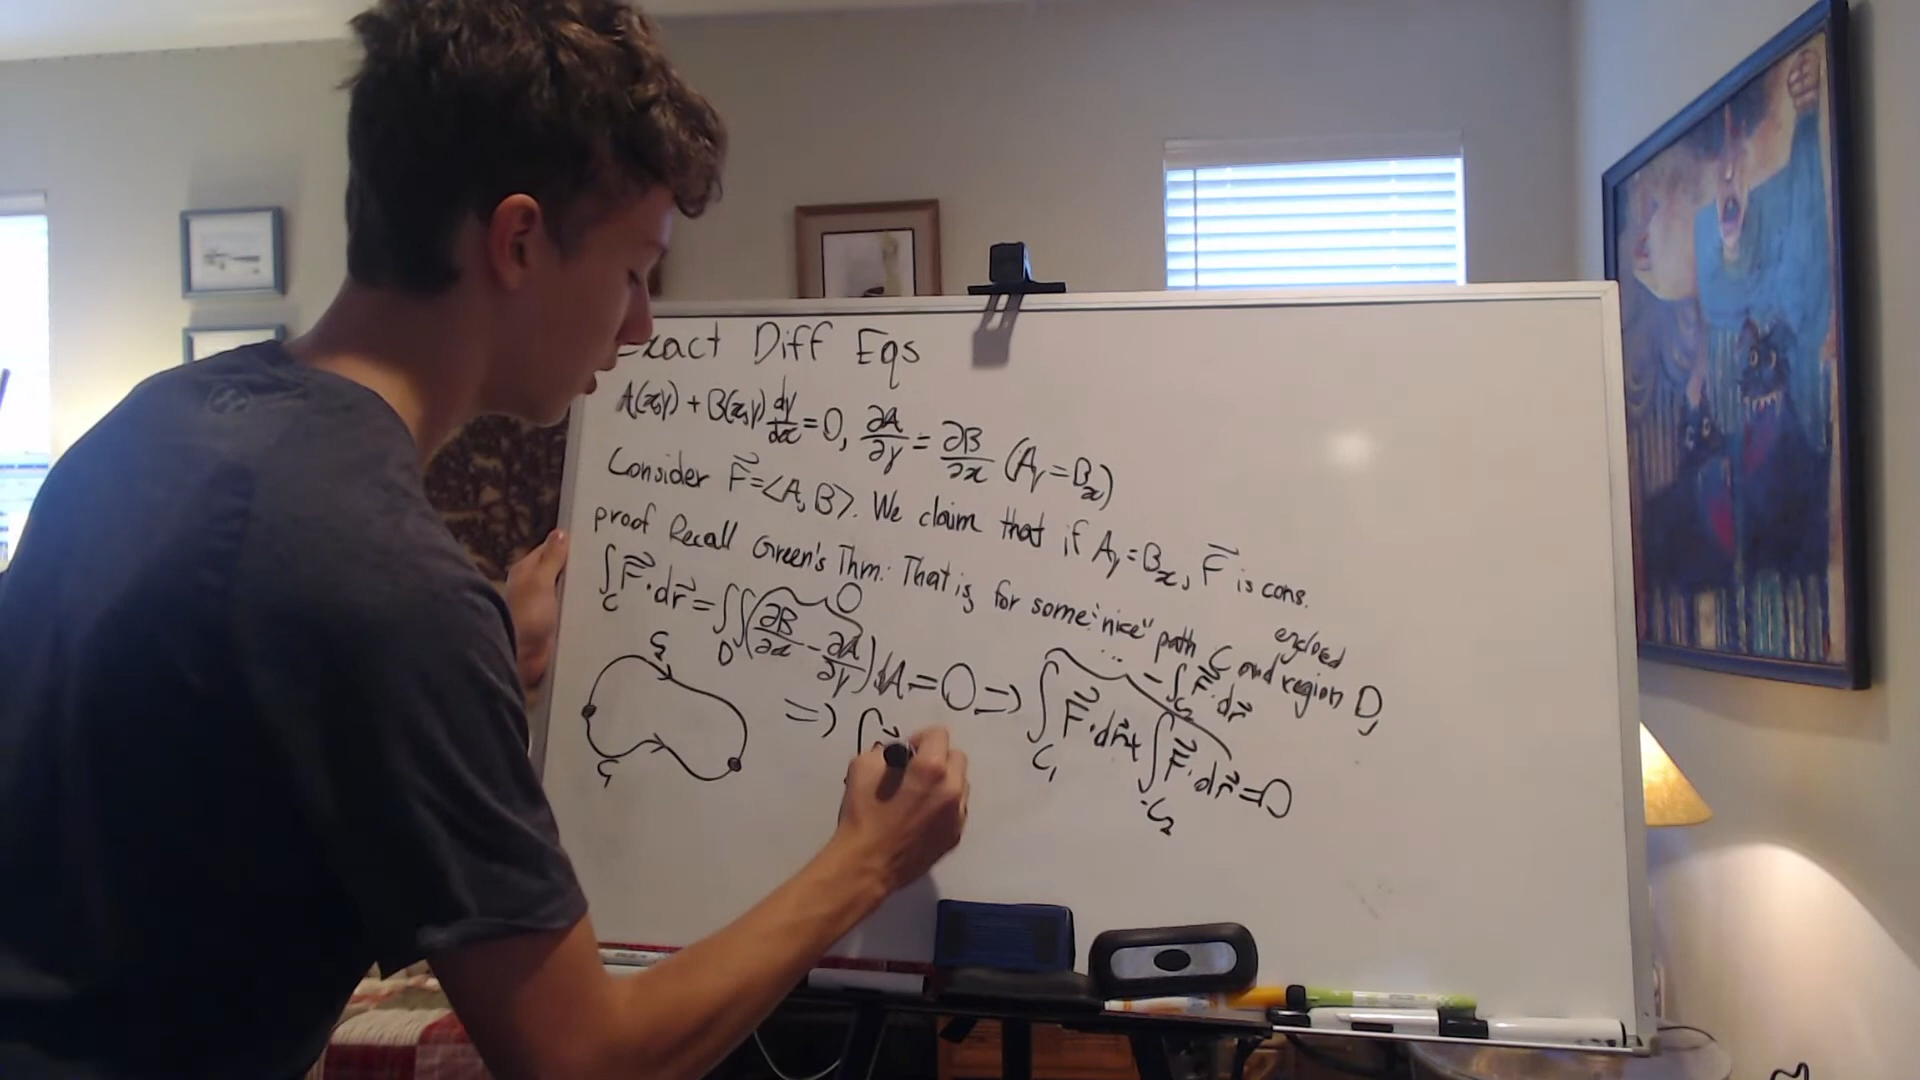 Exact Diff Eqs
A(x,y) + B(x,y) dy/dx = 0, ∂A/∂y = ∂B/∂x (A_y = B_x)
Consider F⃗ = <A, B>. We claim that if A_y = B_x, F⃗ is cons.
proof Recall Green's Thm. That is, for some "nice" path C and enclosed region D,
∫_C F⃗ · dr⃗ = ∬_D (∂B/∂x − ∂A/∂y) dA = 0 ⇒ ∫_C₁ F⃗ · dr⃗ + ∫_-C₂ F⃗ · dr⃗ = 0
0
... − ∫_C₂ F⃗ · dr⃗
C₂
C₁
⇒ ∫